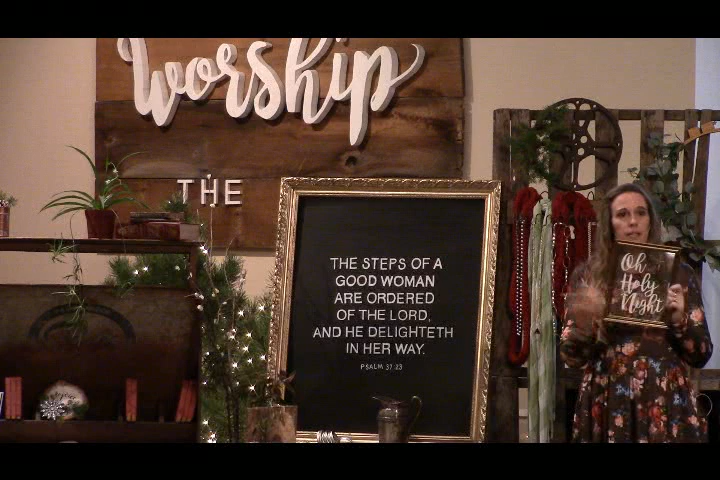 Worship
THE
THE STEPS OF A
GOOD WOMAN
ARE ORDERED
OF THE LORD,
AND HE DELIGHTETH
IN HER WAY.
PSALM 37:23
Oh
Holy
Night